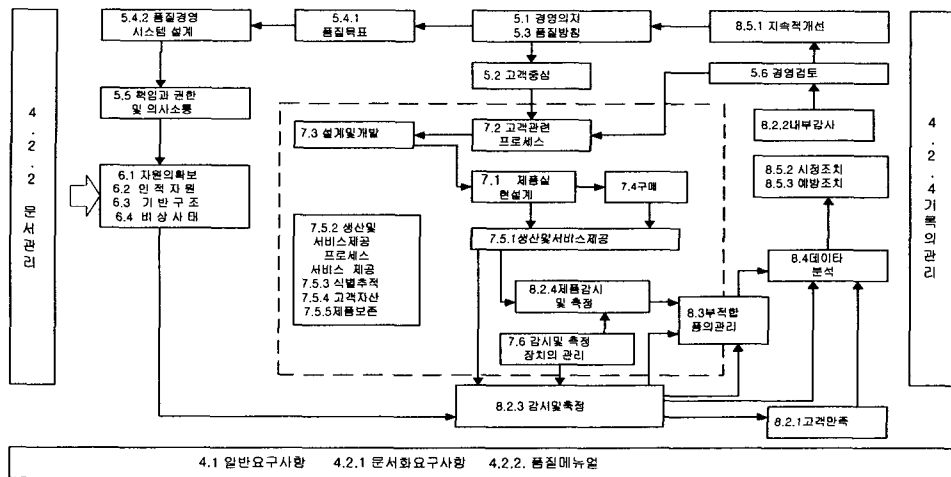 5.4.2 품질경영
시스템 설계
5.4.1
품질목표
5.1 경영의지
5.3 품질방침
8.5.1 지속적개선
5.2 고객중심
5.6 경영검토
5.5 책임과 권한
및 의사소통
7.3 설계및개발
7.2 고객관련
프로세스
8.2.2내부감사
4.2.2 문서관리
4.2.4기록의관리
6.1 자원의확보
6.2 인적자원
6.3 기반구조
6.4 비상사태
7.1 제품실
현설계
7.4구매
8.5.2 시정조치
8.5.3 예방조치
7.5.2 생산및
서비스제공
프로세스
서비스 제공
7.5.3 식별추적
7.5.4 고객자산
7.5.5제품보존
7.5.1생산및서비스제공
8.4데이타
분석
8.2.4제품감시
및 측정
8.3부적합
품의관리
7.6 감시및 측정
장치의 관리
8.2.3 감시및측정
8.2.1고객만족
4.1 일반요구사항 4.2.1 문서화요구사항 4.2.2. 품질메뉴얼